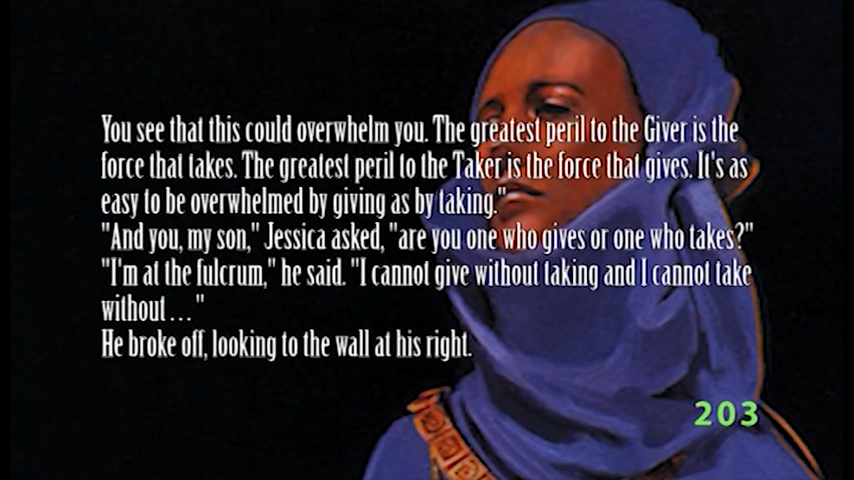 You see that this could overwhelm you. The greatest peril to the Giver is the
force that takes. The greatest peril to the Taker is the force that gives. It's as
easy to be overwhelmed by giving as by taking."
"And you, my son," Jessica asked, "are you one who gives or one who takes?"
"I'm at the fulcrum," he said. "I cannot give without taking and I cannot take
without... "
He broke off, looking to the wall at his right.
203